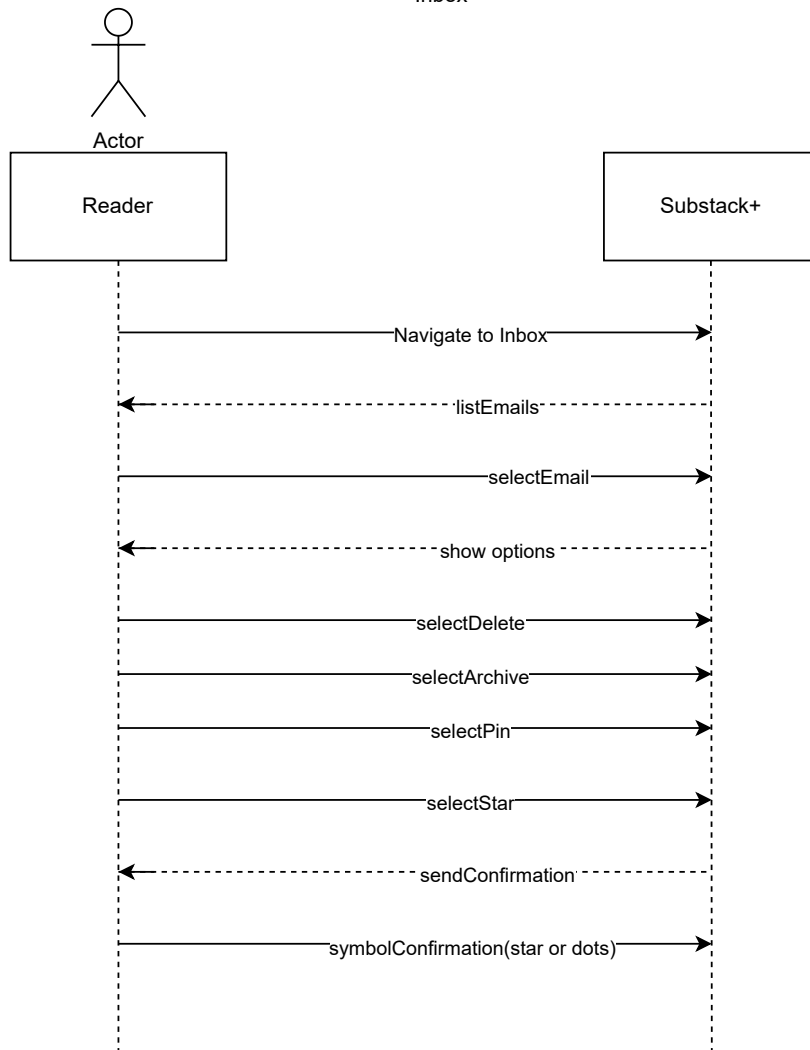 Inbox
Actor
Reader
Substack+
Navigate to Inbox
listEmails
selectEmail
show options
selectDelete
selectArchive
selectPin
selectStar
sendConfirmation
symbolConfirmation(star or dots)